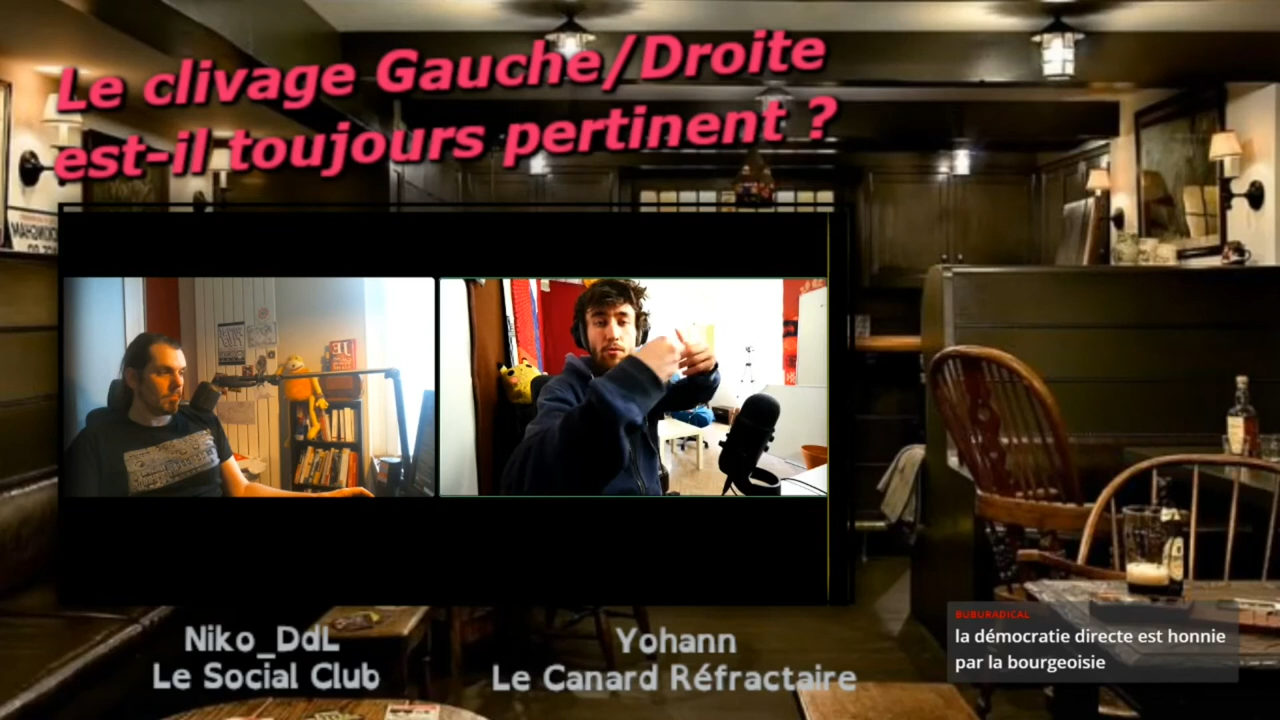 Le clivage Gauche/Droite
est-il toujours pertinent ?
Niko_DdL
Le Social Club
Yohann
Le Canard Réfractaire
BUBURADICAL
la démocratie directe est honnie
par la bourgeoisie